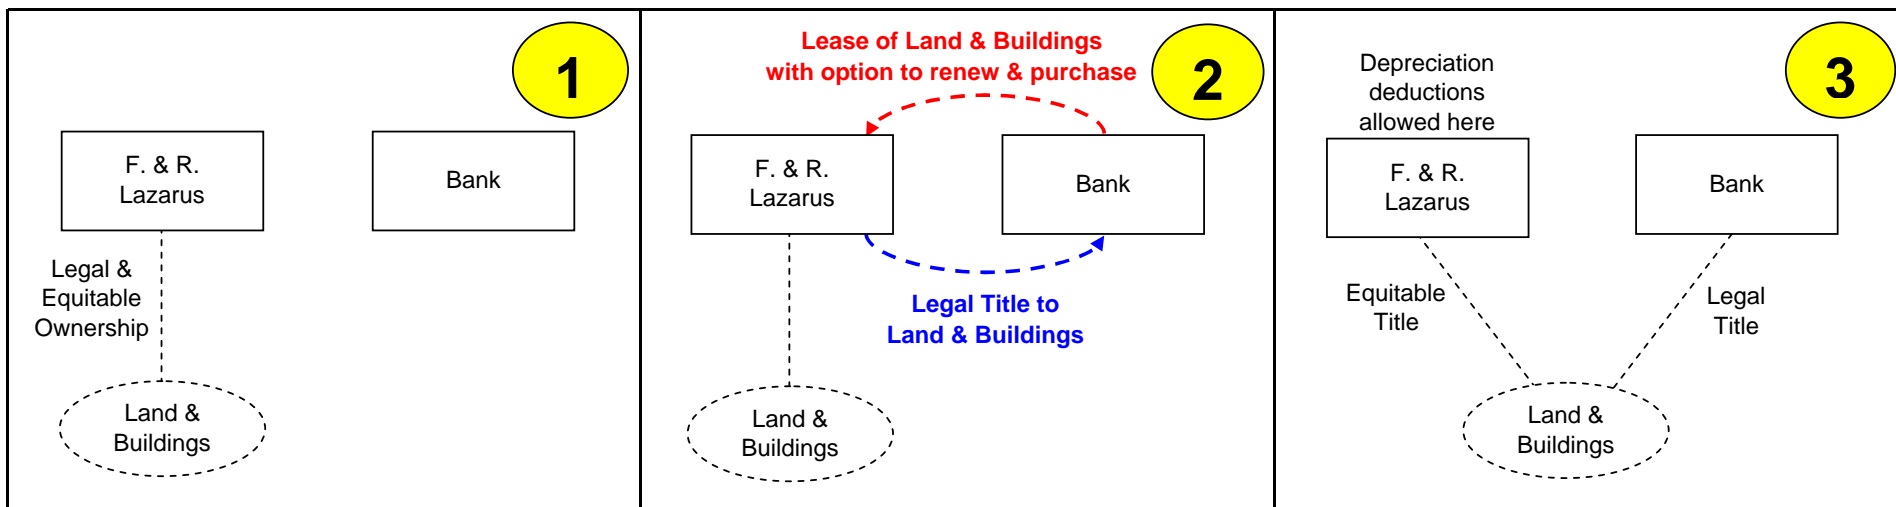 1
F. & R.
Lazarus
Bank
Legal &
Equitable
Ownership
Land &
Buildings
Lease of Land & Buildings
with option to renew & purchase
2
F. & R.
Lazarus
Bank
Legal Title to
Land & Buildings
Land &
Buildings
Depreciation
deductions
allowed here
3
F. & R.
Lazarus
Bank
Equitable
Title
Legal
Title
Land &
Buildings